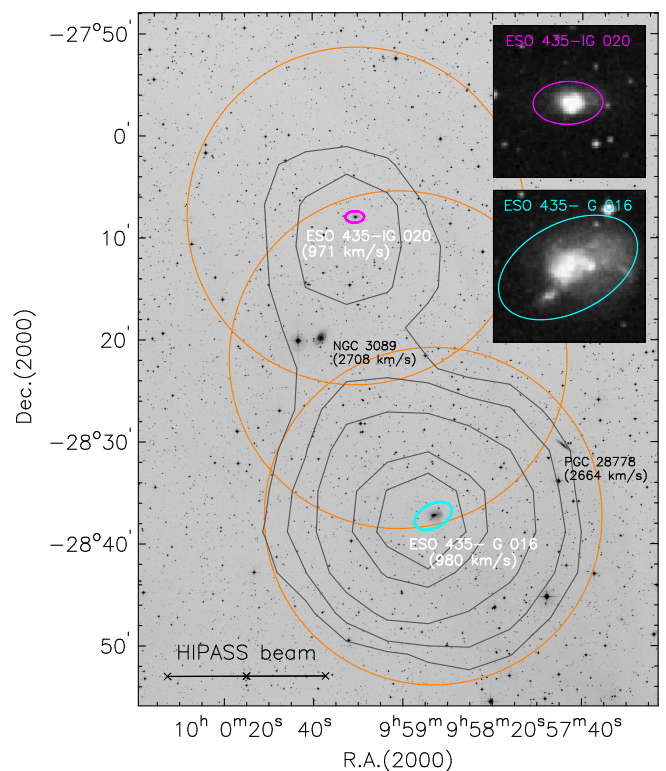 −27°50'
0'
10'
20'
−28°30'
−28°40'
50'
Dec.(2000)
ESO 435−IG 020
ESO 435− G 016
ESO 435−IG 020
(971 km/s)
NGC 3089
(2708 km/s)
PGC 28778
(2664 km/s)
ESO 435− G 016
(980 km/s)
HIPASS beam
10h 0m20s 40s 9h59m 9h58m20s57m40s
R.A.(2000)